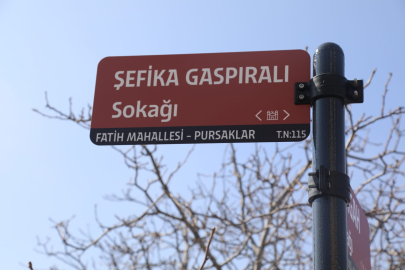 ŞEFİKA GASPIRALI
Sokağı
FATİH MAHALLESİ - PURSAKLAR T.N:115